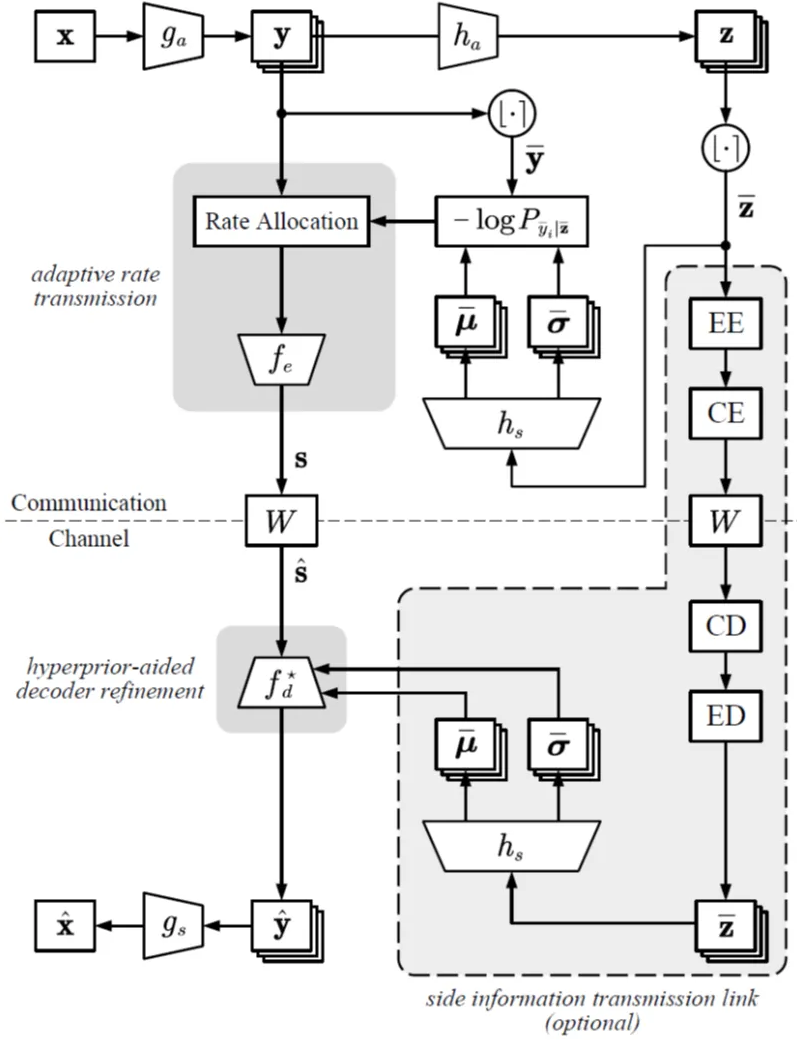 x
g_a
y
h_a
z
⌊·⌉
ȳ
⌊·⌉
z̄
Rate Allocation
− log P_{ȳ_i|z̄}
adaptive rate
transmission
μ̄
σ̄
EE
f_e
CE
h_s
s
Communication
W
W
Channel
ŝ
CD
hyperprior-aided
decoder refinement
f_d^⋆
ED
μ̄
σ̄
h_s
x̂
g_s
ŷ
z̄
side information transmission link
(optional)